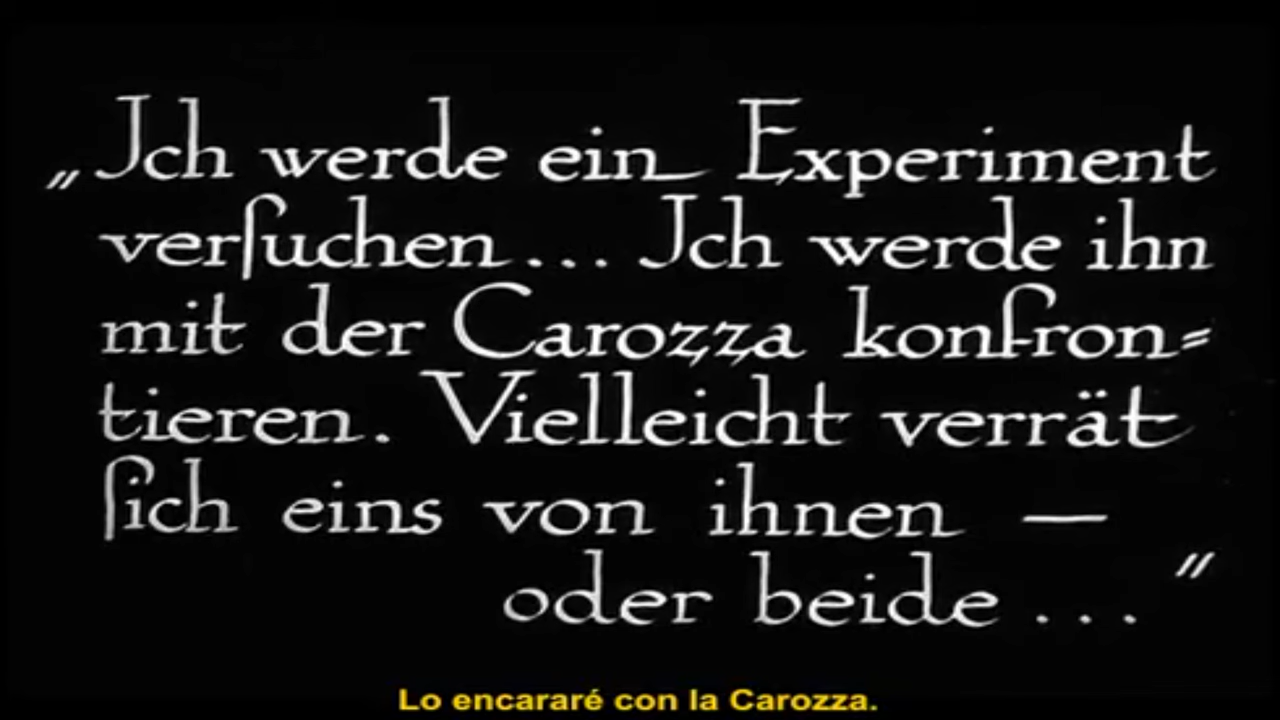 „Ich werde ein Experiment
verſuchen... Ich werde ihn
mit der Carozza konfron⸗
tieren. Vielleicht verrät
ſich eins von ihnen —
oder beide ..."
Lo encararé con la Carozza.